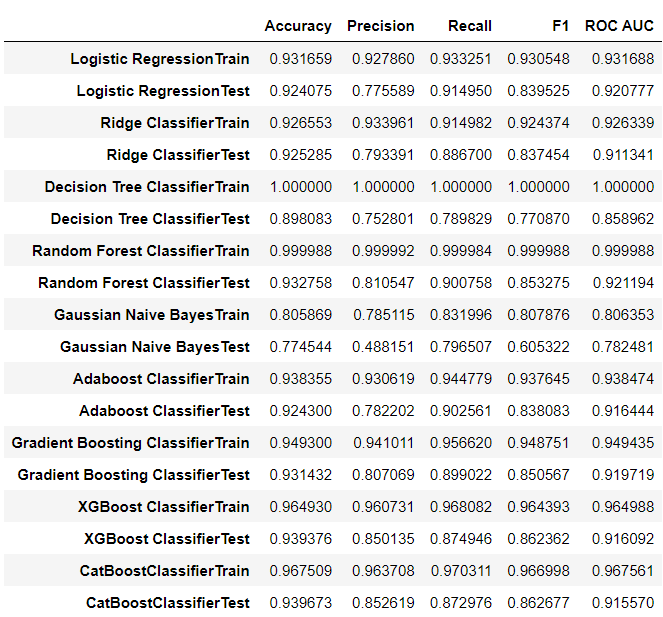 Accuracy Precision Recall F1 ROC AUC
Logistic RegressionTrain 0.931659 0.927860 0.933251 0.930548 0.931688
Logistic RegressionTest 0.924075 0.775589 0.914950 0.839525 0.920777
Ridge ClassifierTrain 0.926553 0.933961 0.914982 0.924374 0.926339
Ridge ClassifierTest 0.925285 0.793391 0.886700 0.837454 0.911341
Decision Tree ClassifierTrain 1.000000 1.000000 1.000000 1.000000 1.000000
Decision Tree ClassifierTest 0.898083 0.752801 0.789829 0.770870 0.858962
Random Forest ClassifierTrain 0.999988 0.999992 0.999984 0.999988 0.999988
Random Forest ClassifierTest 0.932758 0.810547 0.900758 0.853275 0.921194
Gaussian Naive BayesTrain 0.805869 0.785115 0.831996 0.807876 0.806353
Gaussian Naive BayesTest 0.774544 0.488151 0.796507 0.605322 0.782481
Adaboost ClassifierTrain 0.938355 0.930619 0.944779 0.937645 0.938474
Adaboost ClassifierTest 0.924300 0.782202 0.902561 0.838083 0.916444
Gradient Boosting ClassifierTrain 0.949300 0.941011 0.956620 0.948751 0.949435
Gradient Boosting ClassifierTest 0.931432 0.807069 0.899022 0.850567 0.919719
XGBoost ClassifierTrain 0.964930 0.960731 0.968082 0.964393 0.964988
XGBoost ClassifierTest 0.939376 0.850135 0.874946 0.862362 0.916092
CatBoostClassifierTrain 0.967509 0.963708 0.970311 0.966998 0.967561
CatBoostClassifierTest 0.939673 0.852619 0.872976 0.862677 0.915570